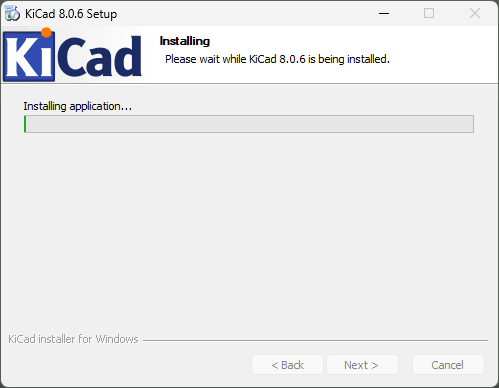 KiCad 8.0.6 Setup
KiCad
Installing
Please wait while KiCad 8.0.6 is being installed.
Installing application...
KiCad installer for Windows
< Back
Next >
Cancel